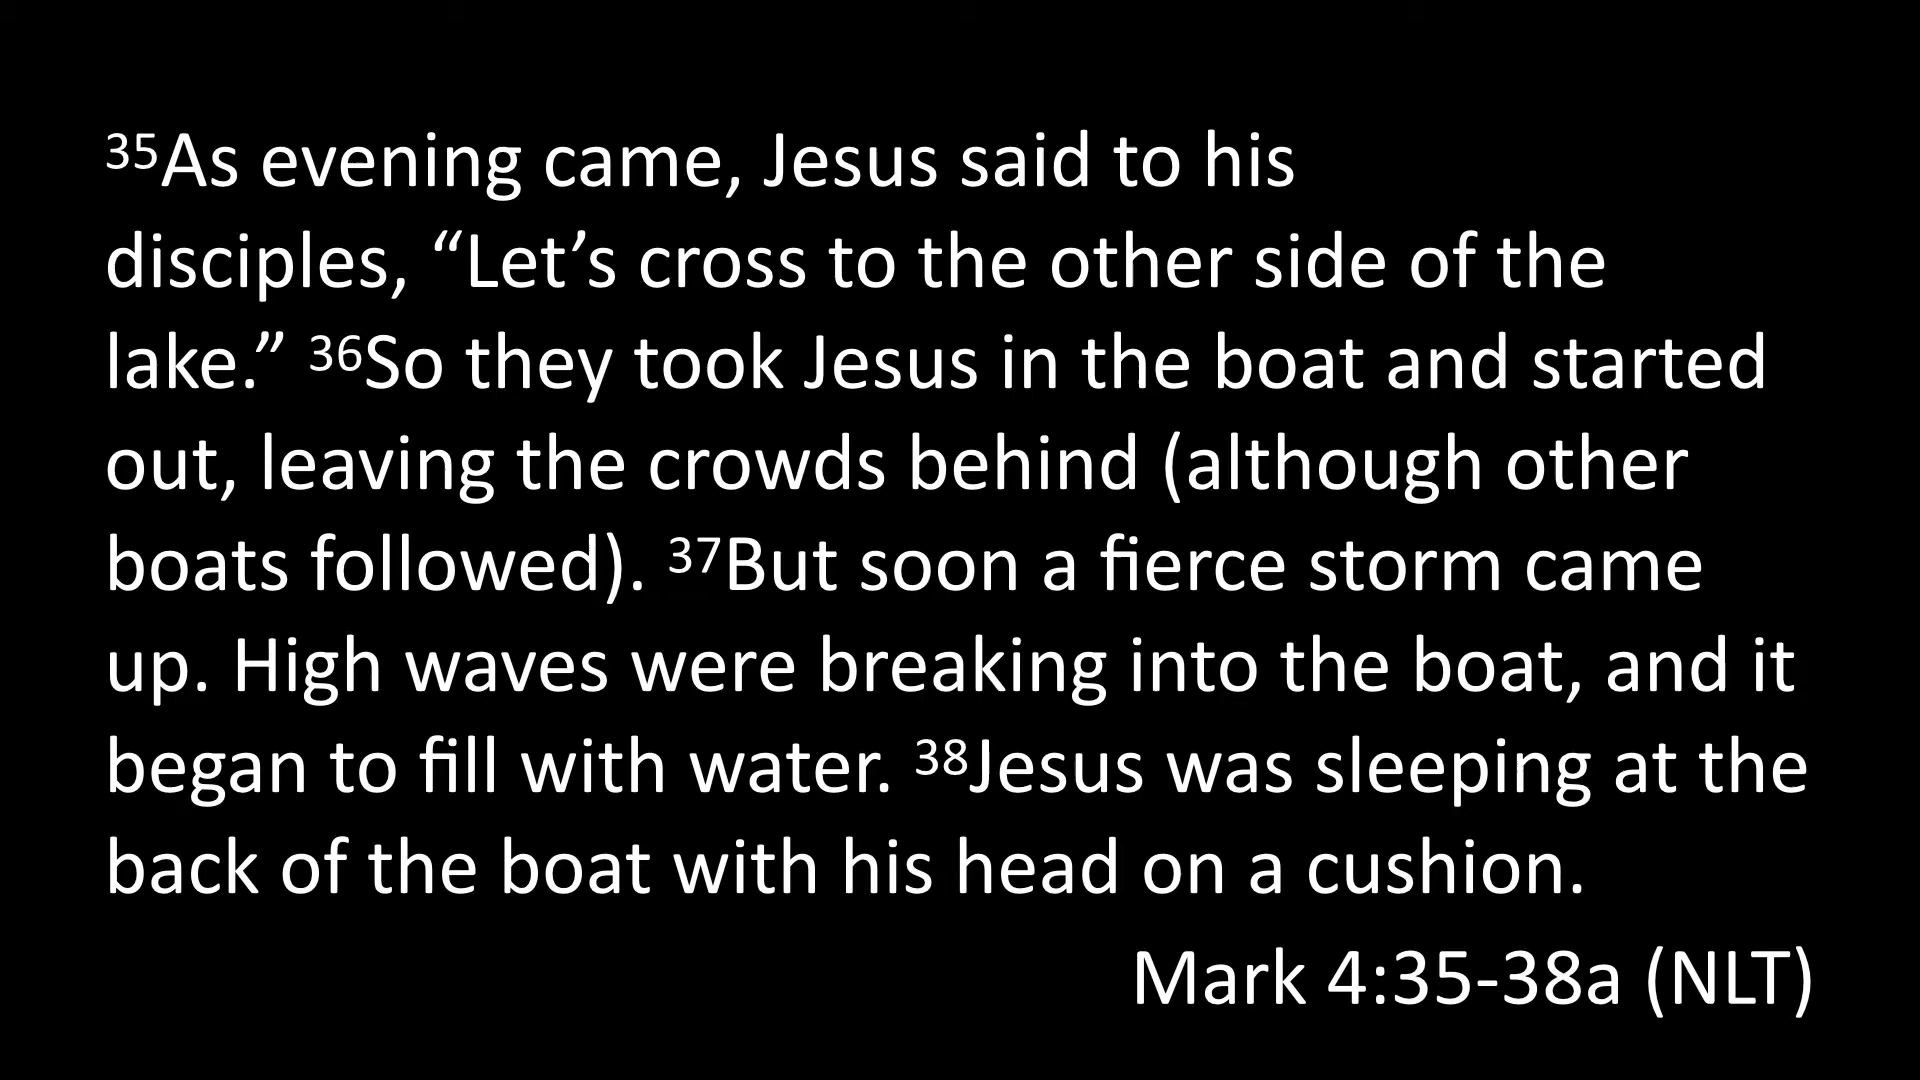 ³⁵As evening came, Jesus said to his
disciples, “Let’s cross to the other side of the
lake.” ³⁶So they took Jesus in the boat and started
out, leaving the crowds behind (although other
boats followed). ³⁷But soon a fierce storm came
up. High waves were breaking into the boat, and it
began to fill with water. ³⁸Jesus was sleeping at the
back of the boat with his head on a cushion.
Mark 4:35-38a (NLT)